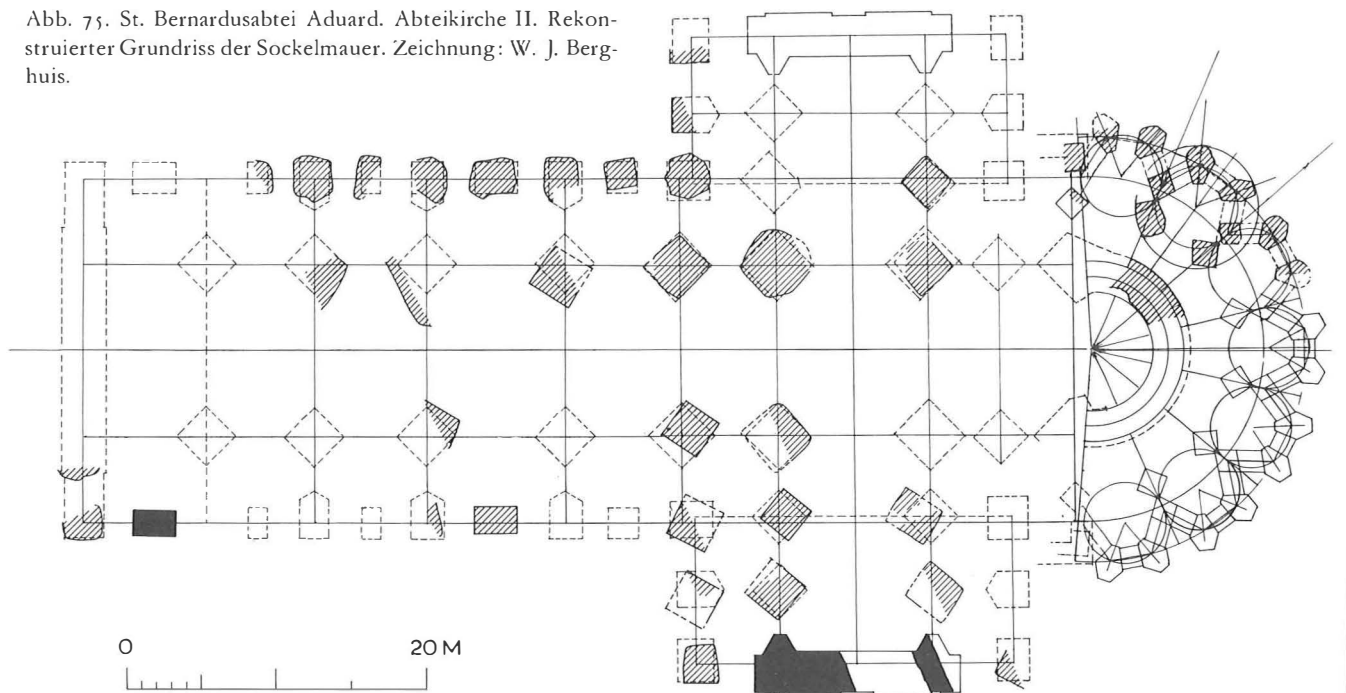 Abb. 75. St. Bernardusabtei Aduard. Abteikirche II. Rekon-
struierter Grundriss der Sockelmauer. Zeichnung: W. J. Berg-
huis.
0 20 M